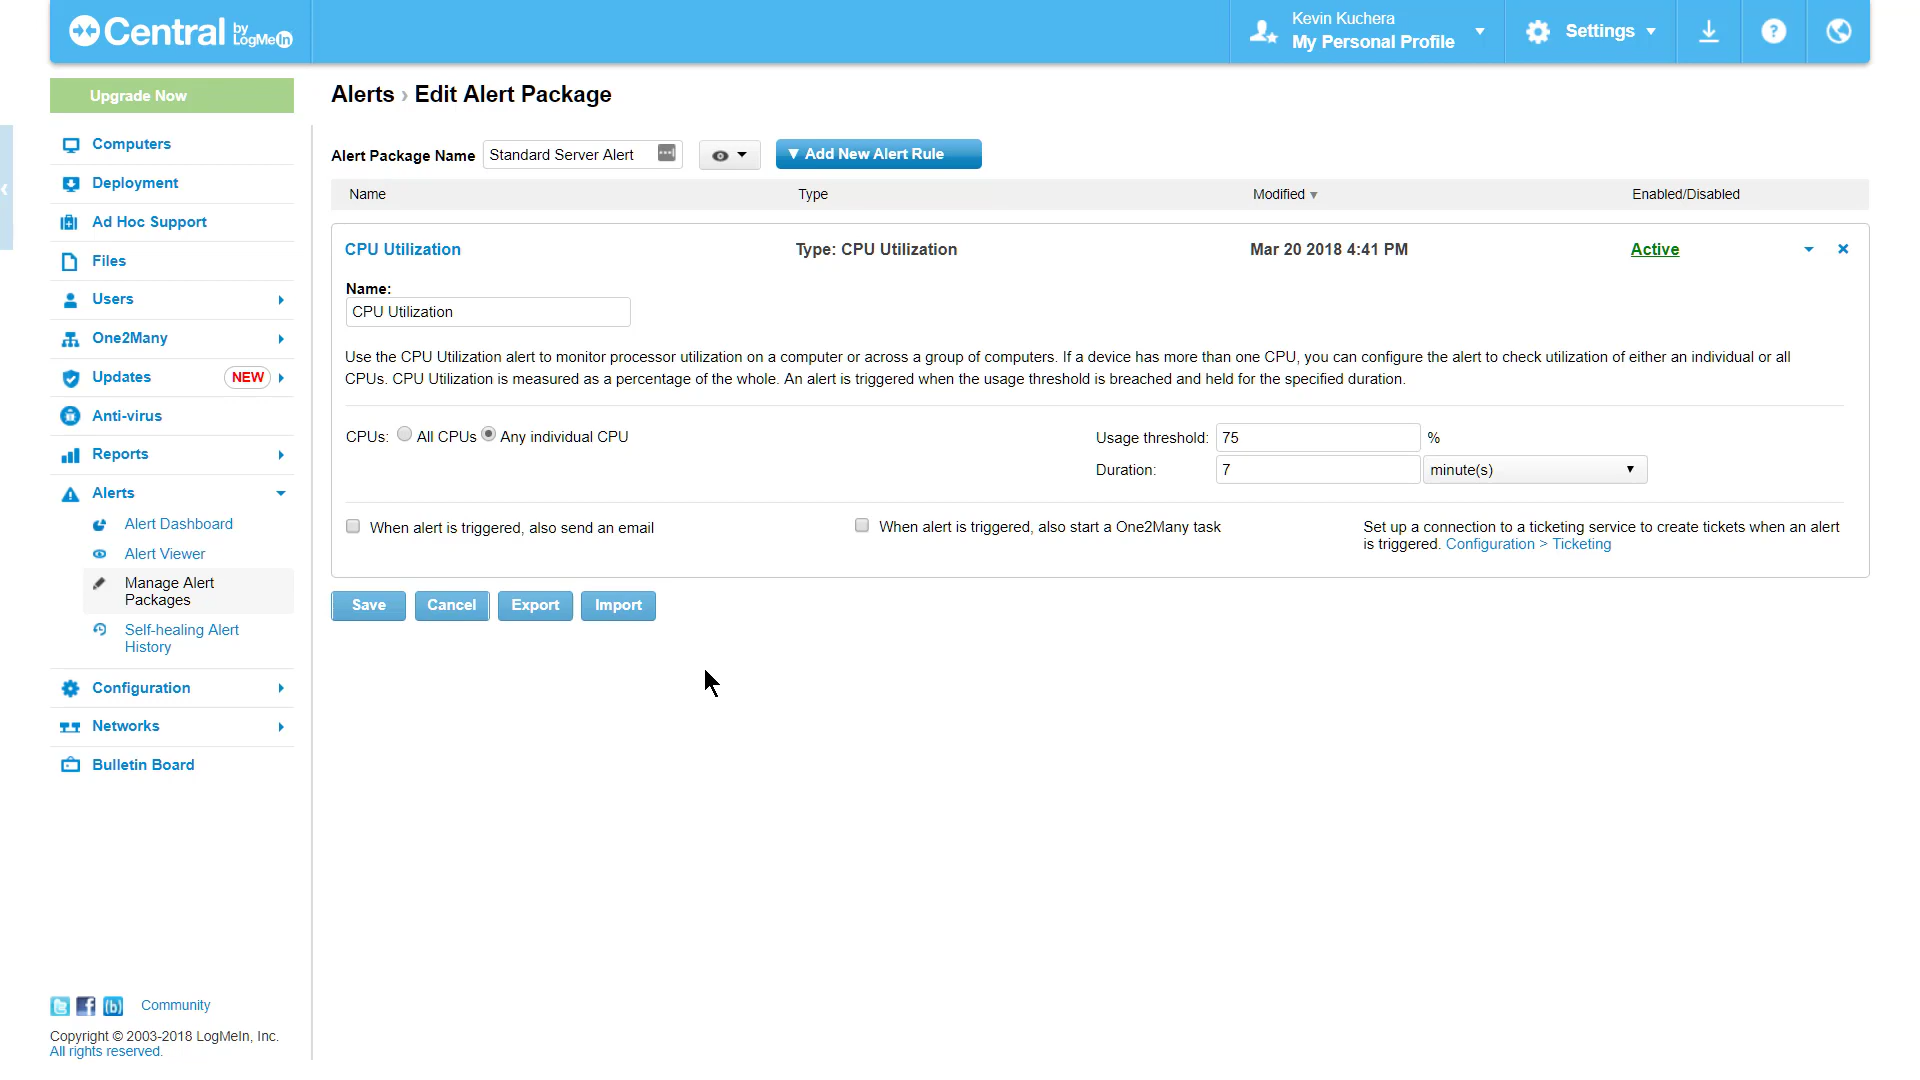 Central by LogMeIn
Kevin Kuchera
My Personal Profile
Settings
?
Upgrade Now
Computers
Deployment
Ad Hoc Support
Files
Users
One2Many
Updates NEW
Anti-virus
Reports
Alerts
Alert Dashboard
Alert Viewer
Manage Alert
Packages
Self-healing Alert
History
Configuration
Networks
Bulletin Board
Community
Copyright © 2003-2018 LogMeIn, Inc.
All rights reserved.
Alerts › Edit Alert Package
Alert Package Name Standard Server Alert ▼ Add New Alert Rule
Name Type Modified ▼ Enabled/Disabled
CPU Utilization Type: CPU Utilization Mar 20 2018 4:41 PM Active
Name:
CPU Utilization
Use the CPU Utilization alert to monitor processor utilization on a computer or across a group of computers. If a device has more than one CPU, you can configure the alert to check utilization of either an individual or all
CPUs. CPU Utilization is measured as a percentage of the whole. An alert is triggered when the usage threshold is breached and held for the specified duration.
CPUs: All CPUs Any individual CPU Usage threshold: 75 %
Duration: 7 minute(s)
When alert is triggered, also send an email
When alert is triggered, also start a One2Many task
Set up a connection to a ticketing service to create tickets when an alert
is triggered. Configuration > Ticketing
Save Cancel Export Import